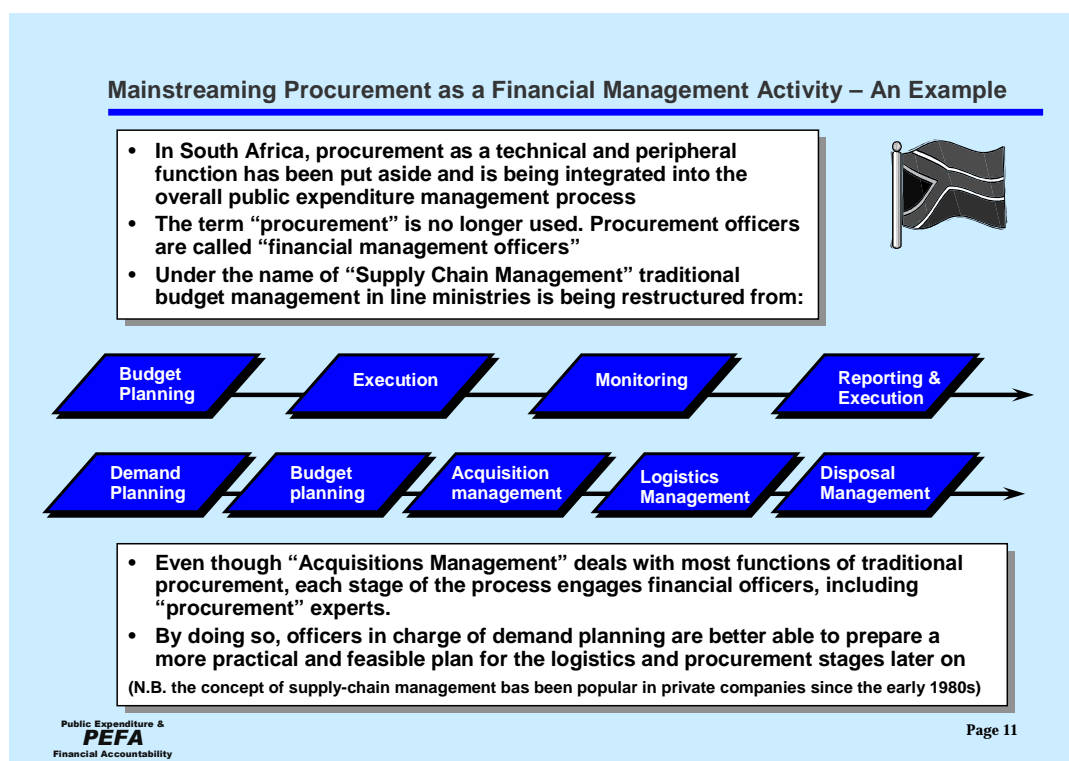 Mainstreaming Procurement as a Financial Management Activity – An Example
• In South Africa, procurement as a technical and peripheral
function has been put aside and is being integrated into the
overall public expenditure management process
• The term “procurement” is no longer used. Procurement officers
are called “financial management officers”
• Under the name of “Supply Chain Management” traditional
budget management in line ministries is being restructured from:
Budget
Planning
Execution
Monitoring
Reporting &
Execution
Demand
Planning
Budget
planning
Acquisition
management
Logistics
Management
Disposal
Management
• Even though “Acquisitions Management” deals with most functions of traditional
procurement, each stage of the process engages financial officers, including
“procurement” experts.
• By doing so, officers in charge of demand planning are better able to prepare a
more practical and feasible plan for the logistics and procurement stages later on
(N.B. the concept of supply-chain management bas been popular in private companies since the early 1980s)
Public Expenditure &
PEFA
Financial Accountability
Page 11